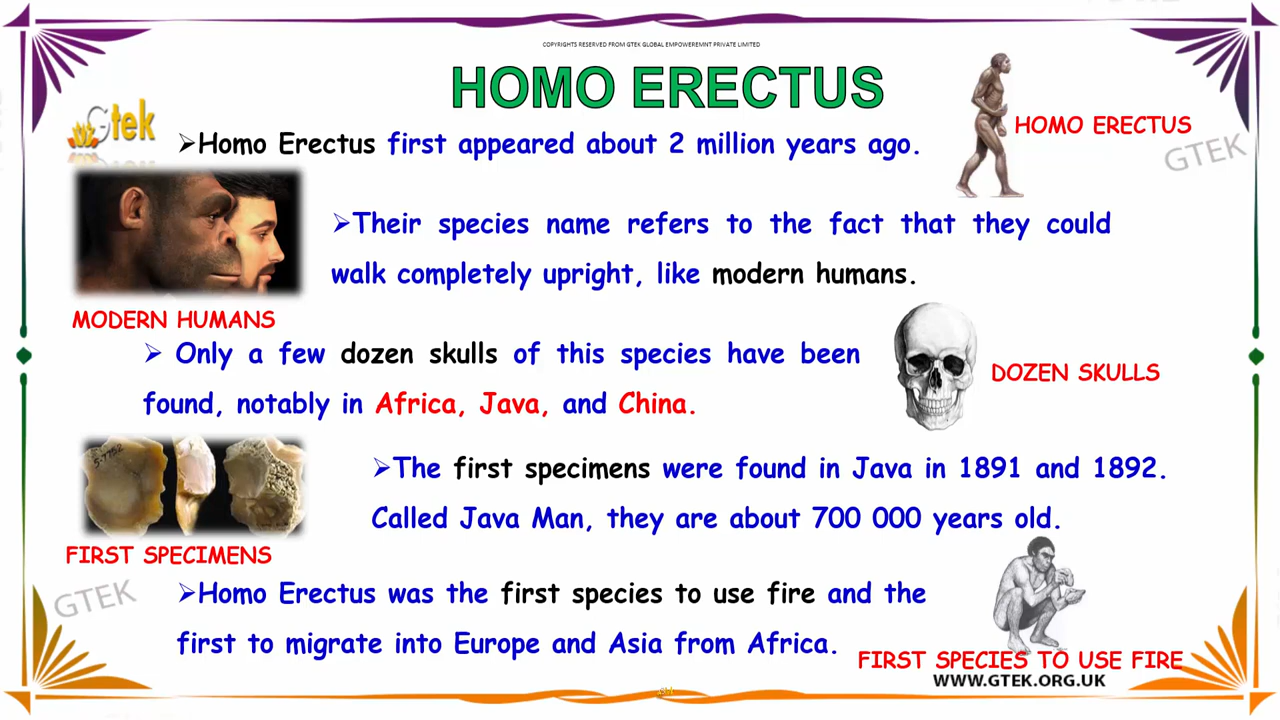 COPYRIGHTS RESERVED FROM GTEK GLOBAL EMPOWEREMNT PRIVATE LIMITED
HOMO ERECTUS
Gtek
➢Homo Erectus first appeared about 2 million years ago.
HOMO ERECTUS
GTEK
➢Their species name refers to the fact that they could
walk completely upright, like modern humans.
MODERN HUMANS
➢ Only a few dozen skulls of this species have been
found, notably in Africa, Java, and China.
DOZEN SKULLS
5-7752
➢The first specimens were found in Java in 1891 and 1892.
Called Java Man, they are about 700 000 years old.
FIRST SPECIMENS
GTEK
➢Homo Erectus was the first species to use fire and the
first to migrate into Europe and Asia from Africa.
FIRST SPECIES TO USE FIRE
WWW.GTEK.ORG.UK